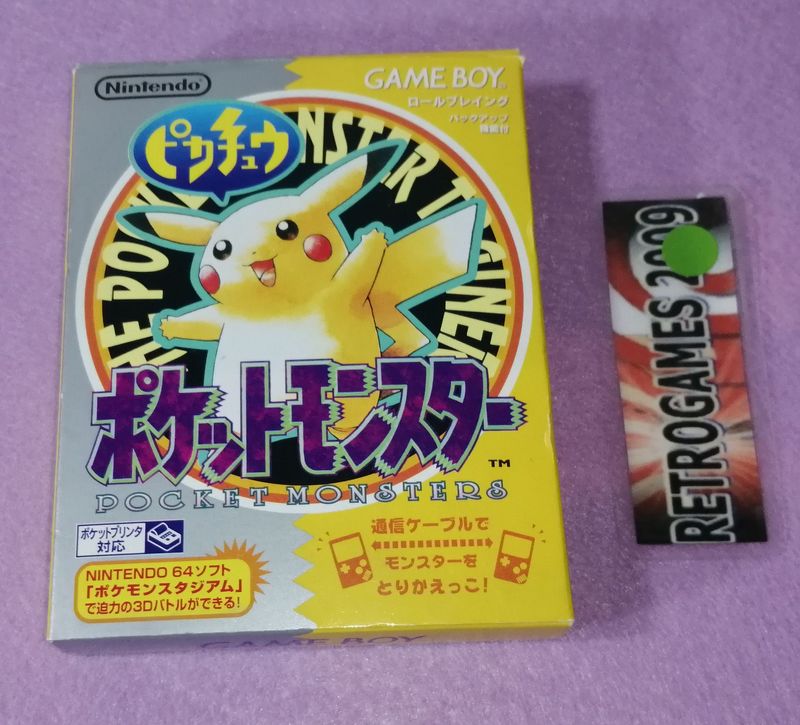 Nintendo
GAME BOY
ロールプレイング
バックアップ
機能付
ピカチュウ
ポケットモンスター
TM
POCKET MONSTERS
ポケットプリンタ
対応
通信ケーブルで
モンスターを
とりかえっこ!
NINTENDO 64ソフト
「ポケモンスタジアム」
で迫力の3Dバトルができる!
GAME BOY
RETROGAMES 2009